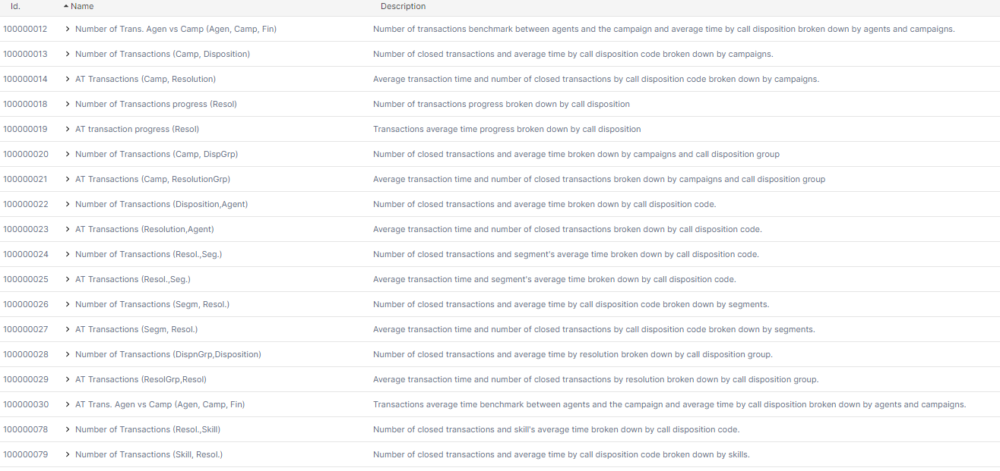 Id. Name Description
100000012 Number of Trans. Agen vs Camp (Agen, Camp, Fin) Number of transactions benchmark between agents and the campaign and average time by call disposition broken down by agents and campaigns.
100000013 Number of Transactions (Camp, Disposition) Number of closed transactions and average time by call disposition code broken down by campaigns.
100000014 AT Transactions (Camp, Resolution) Average transaction time and number of closed transactions by call disposition code broken down by campaigns.
100000018 Number of Transactions progress (Resol) Number of transactions progress broken down by call disposition
100000019 AT transaction progress (Resol) Transactions average time progress broken down by call disposition
100000020 Number of Transactions (Camp, DispGrp) Number of closed transactions and average time broken down by campaigns and call disposition group
100000021 AT Transactions (Camp, ResolutionGrp) Average transaction time and number of closed transactions broken down by campaigns and call disposition group
100000022 Number of Transactions (Disposition,Agent) Number of closed transactions and average time broken down by call disposition code.
100000023 AT Transactions (Resolution,Agent) Average transaction time and number of closed transactions broken down by call disposition code.
100000024 Number of Transactions (Resol.,Seg.) Number of closed transactions and segment's average time broken down by call disposition code.
100000025 AT Transactions (Resol.,Seg.) Average transaction time and segment's average time broken down by call disposition code.
100000026 Number of Transactions (Segm, Resol.) Number of closed transactions and average time by call disposition code broken down by segments.
100000027 AT Transactions (Segm, Resol.) Average transaction time and number of closed transactions by call disposition code broken down by segments.
100000028 Number of Transactions (DispnGrp,Disposition) Number of closed transactions and average time by resolution broken down by call disposition group.
100000029 AT Transactions (ResolGrp,Resol) Average transaction time and number of closed transactions by resolution broken down by call disposition group.
100000030 AT Trans. Agen vs Camp (Agen, Camp, Fin) Transactions average time benchmark between agents and the campaign and average time by call disposition broken down by agents and campaigns.
100000078 Number of Transactions (Resol.,Skill) Number of closed transactions and skill's average time broken down by call disposition code.
100000079 Number of Transactions (Skill, Resol.) Number of closed transactions and average time by call disposition code broken down by skills.